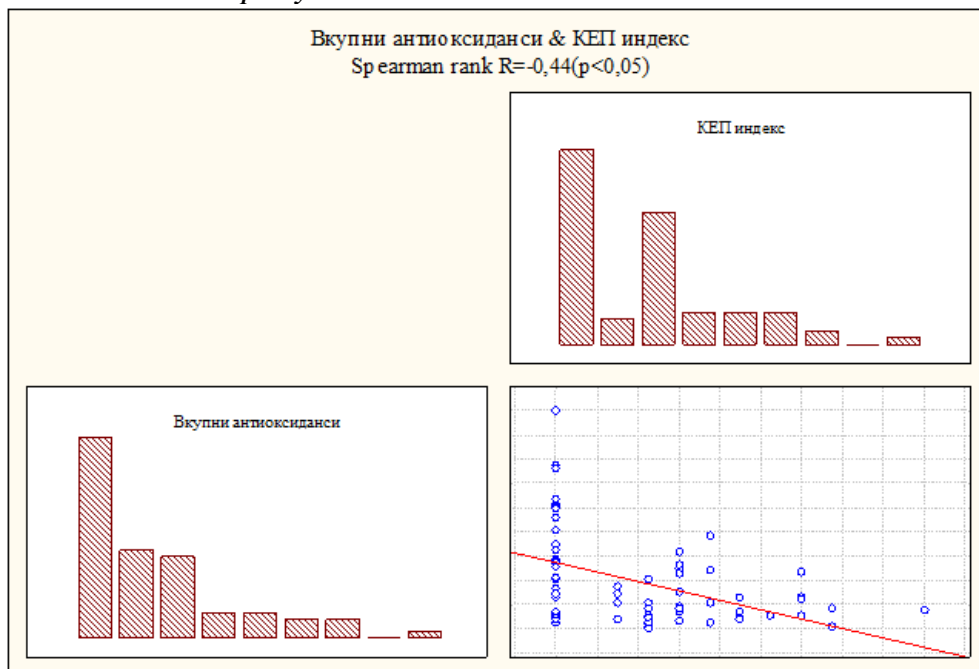 Вкупни антиоксиданси & КЕП индекс
Spearman rank R=-0,44(p<0,05)
КЕП индекс
Вкупни антиоксиданси